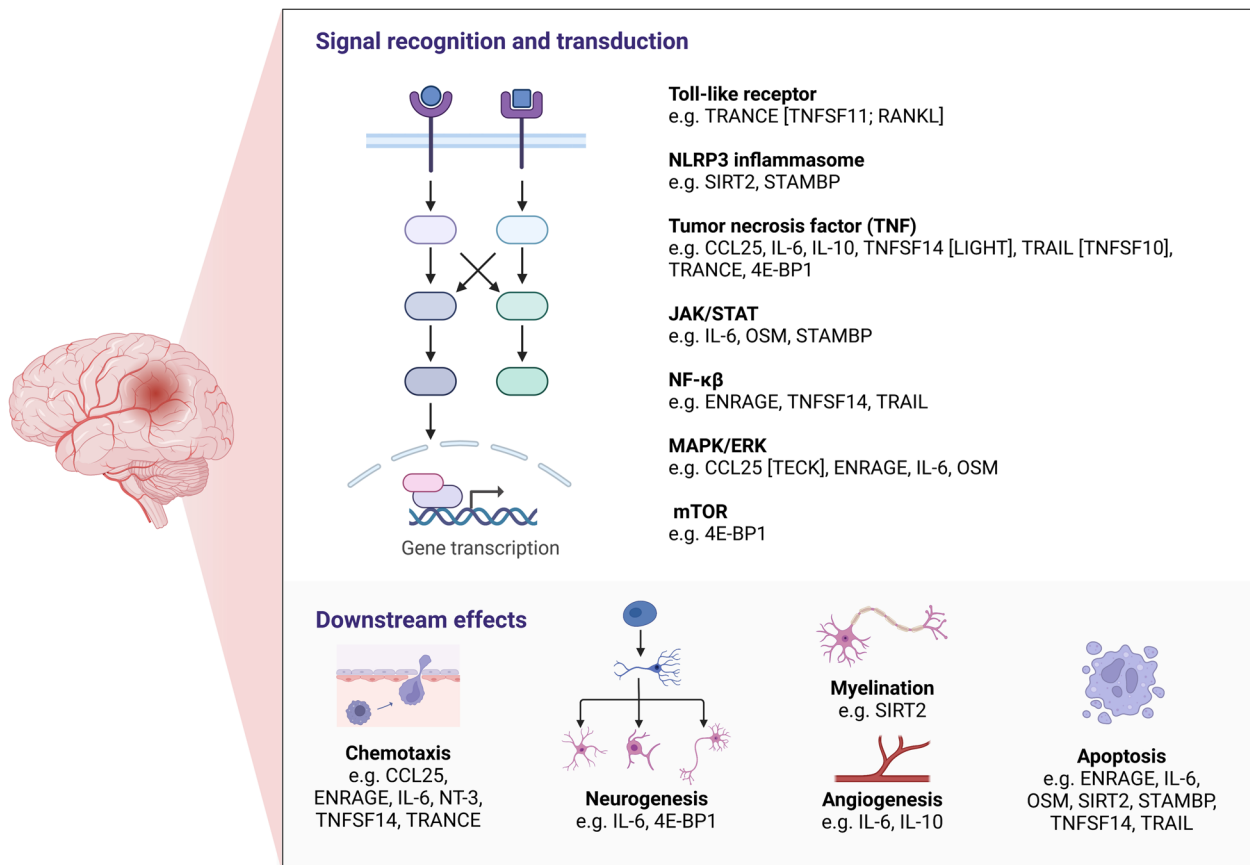 Signal recognition and transduction
Toll-like receptor
e.g. TRANCE [TNFSF11; RANKL]
NLRP3 inflammasome
e.g. SIRT2, STAMBP
Tumor necrosis factor (TNF)
e.g. CCL25, IL-6, IL-10, TNFSF14 [LIGHT], TRAIL [TNFSF10],
TRANCE, 4E-BP1
JAK/STAT
e.g. IL-6, OSM, STAMBP
NF-κβ
e.g. ENRAGE, TNFSF14, TRAIL
MAPK/ERK
e.g. CCL25 [TECK], ENRAGE, IL-6, OSM
mTOR
e.g. 4E-BP1
Gene transcription
Downstream effects
Chemotaxis
e.g. CCL25,
ENRAGE, IL-6, NT-3,
TNFSF14, TRANCE
Neurogenesis
e.g. IL-6, 4E-BP1
Myelination
e.g. SIRT2
Angiogenesis
e.g. IL-6, IL-10
Apoptosis
e.g. ENRAGE, IL-6,
OSM, SIRT2, STAMBP,
TNFSF14, TRAIL